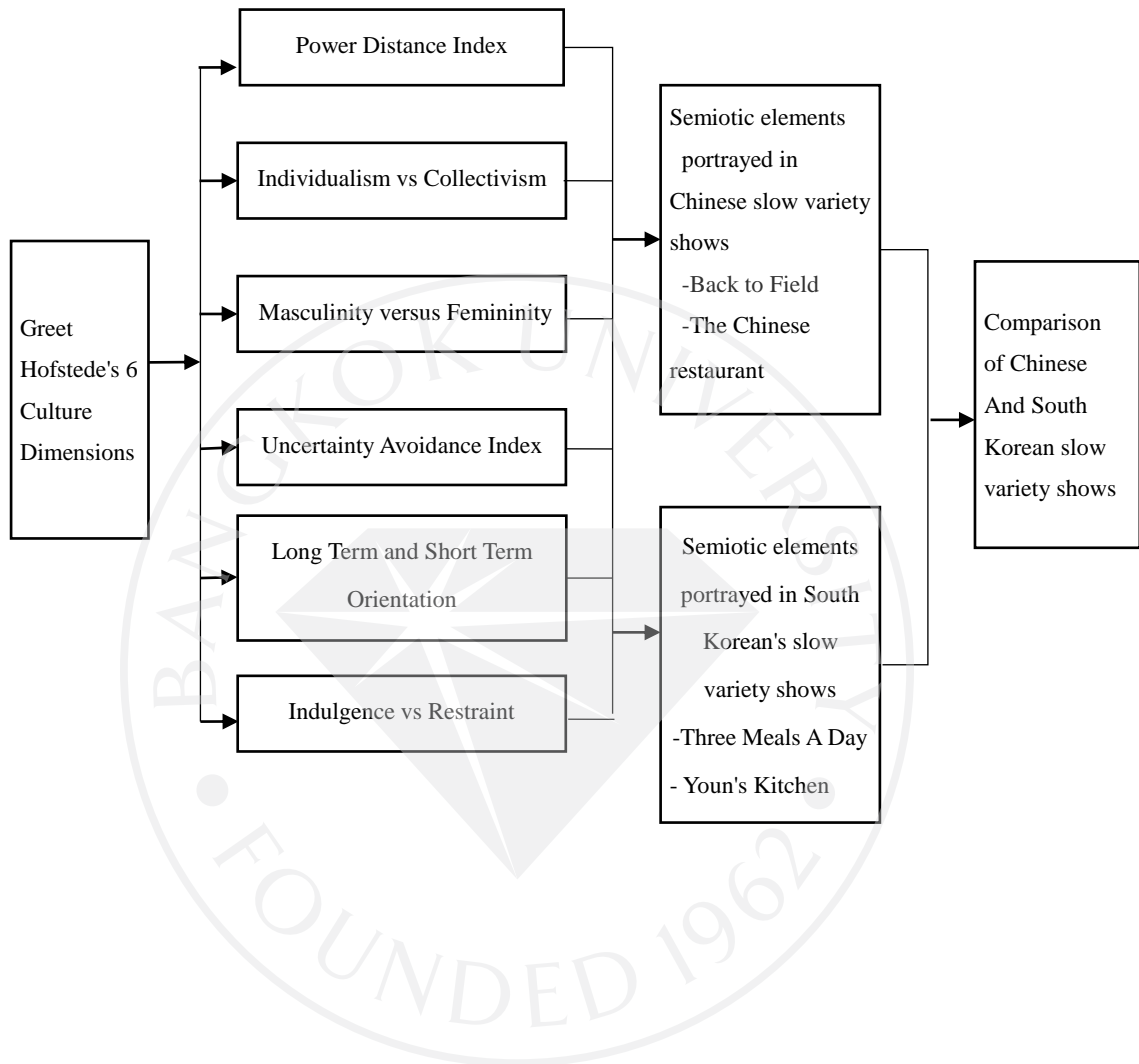 Power Distance Index
Individualism vs Collectivism
Masculinity versus Femininity
Uncertainty Avoidance Index
Long Term and Short Term
Orientation
Indulgence vs Restraint
Greet
Hofstede's 6
Culture
Dimensions
Semiotic elements
portrayed in
Chinese slow variety
shows
-Back to Field
-The Chinese
restaurant
Semiotic elements
portrayed in South
Korean's slow
variety shows
-Three Meals A Day
- Youn's Kitchen
Comparison
of Chinese
And South
Korean slow
variety shows
BANGKOK UNIVERSITY
FOUNDED 1962